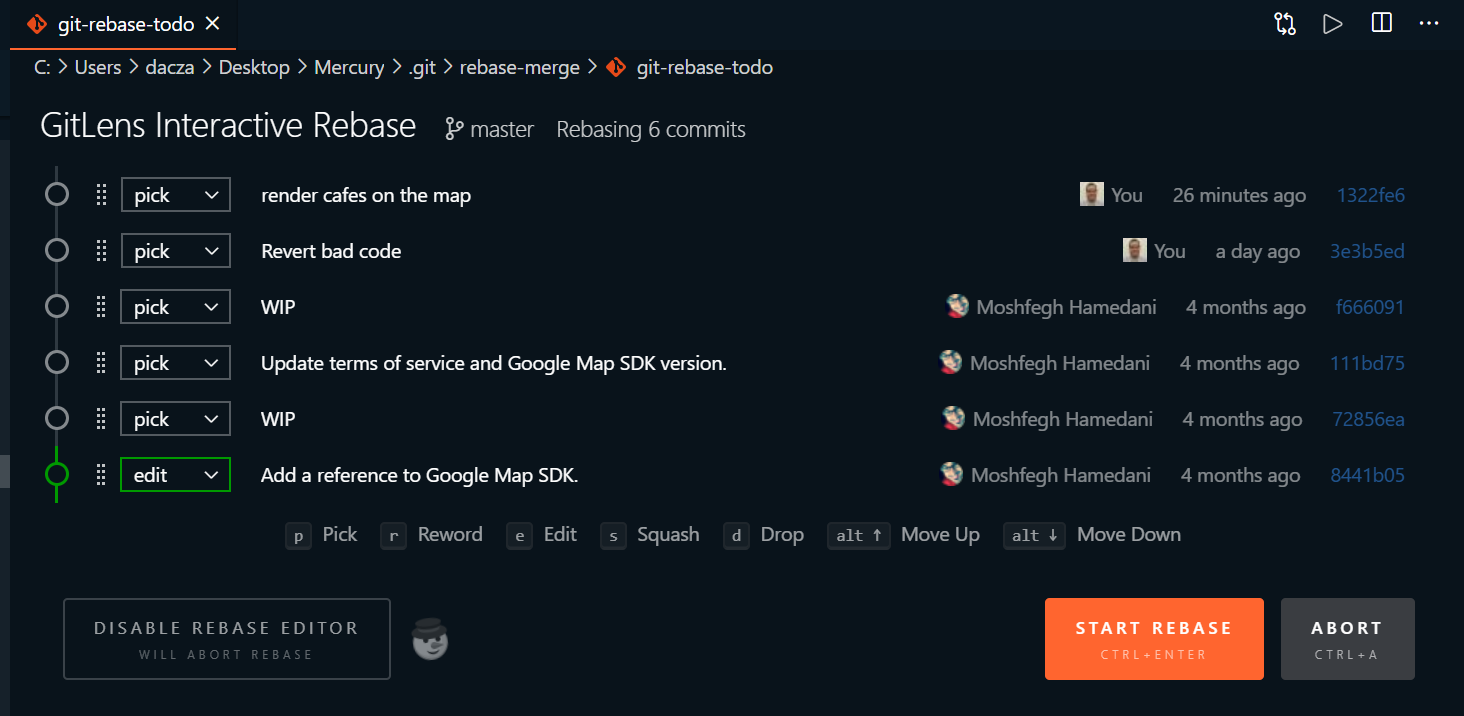 git-rebase-todo
C: > Users > dacza > Desktop > Mercury > .git > rebase-merge > git-rebase-todo
GitLens Interactive Rebase master Rebasing 6 commits
pick render cafes on the map You 26 minutes ago 1322fe6
pick Revert bad code You a day ago 3e3b5ed
pick WIP Moshfegh Hamedani 4 months ago f666091
pick Update terms of service and Google Map SDK version. Moshfegh Hamedani 4 months ago 111bd75
pick WIP Moshfegh Hamedani 4 months ago 72856ea
edit Add a reference to Google Map SDK. Moshfegh Hamedani 4 months ago 8441b05
p Pick r Reword e Edit s Squash d Drop alt ↑ Move Up alt ↓ Move Down
DISABLE REBASE EDITOR START REBASE ABORT
WILL ABORT REBASE CTRL+ENTER CTRL+A